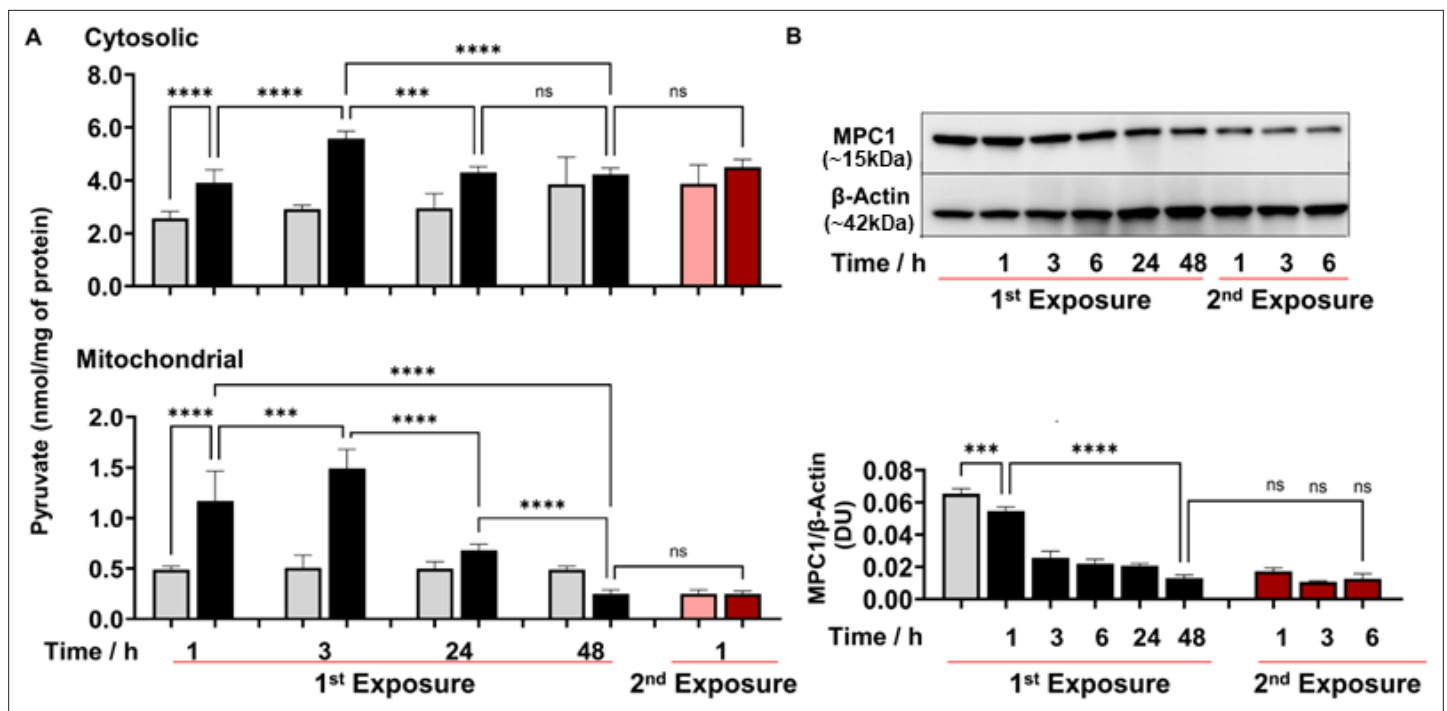 A
Cytosolic
****
**** **** *** ns ns
8.0
6.0
4.0
2.0
0.0
Pyruvate (nmol/mg of protein)
Mitochondrial
****
**** *** ****
****
ns
2.0
1.5
1.0
0.5
0.0
Time / h 1 3 24 48 1
1st Exposure 2nd Exposure
B
MPC1
(~15kDa)
β-Actin
(~42kDa)
Time / h 1 3 6 24 48 1 3 6
1st Exposure 2nd Exposure
*** ****
ns ns ns
MPC1/β-Actin
(DU)
0.08
0.06
0.04
0.02
0.00
Time / h 1 3 6 24 48 1 3 6
1st Exposure 2nd Exposure